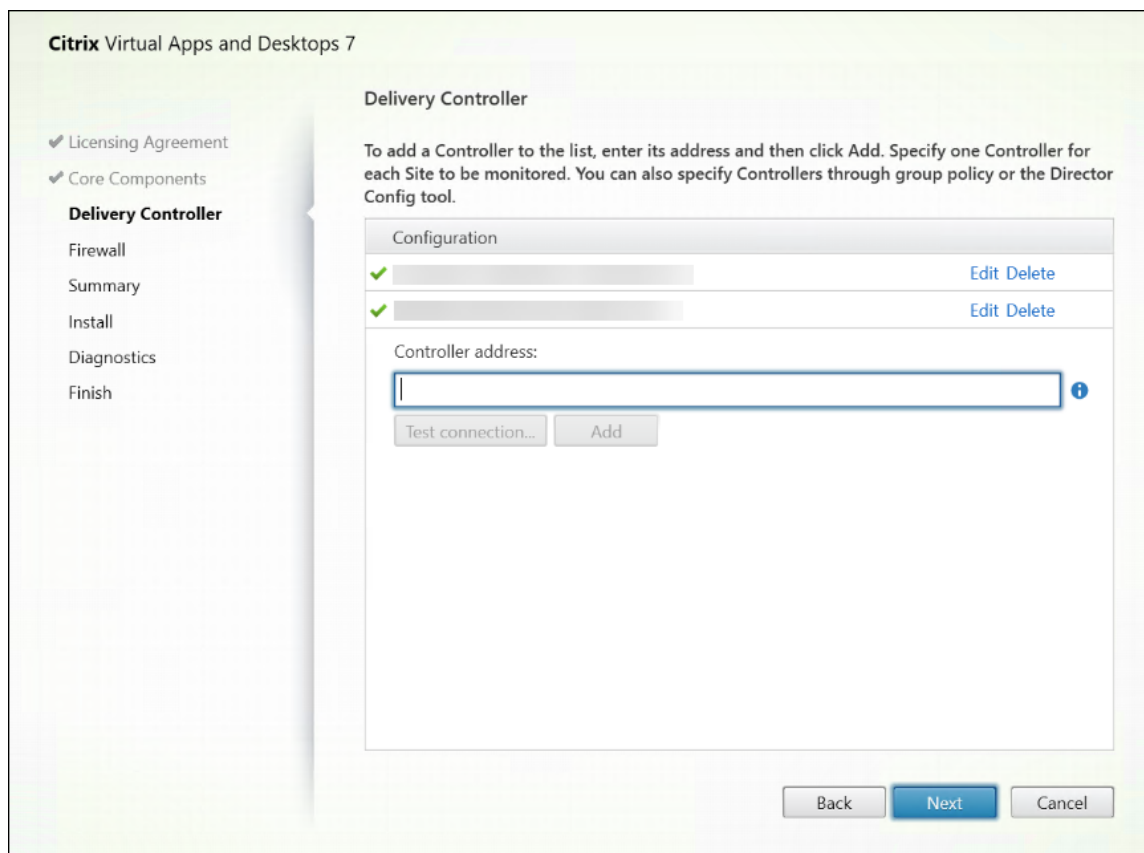 Citrix Virtual Apps and Desktops 7
Licensing Agreement
Core Components
Delivery Controller
Firewall
Summary
Install
Diagnostics
Finish
Delivery Controller
To add a Controller to the list, enter its address and then click Add. Specify one Controller for
each Site to be monitored. You can also specify Controllers through group policy or the Director
Config tool.
Configuration
Edit Delete
Edit Delete
Controller address:
Test connection... Add
Back Next Cancel